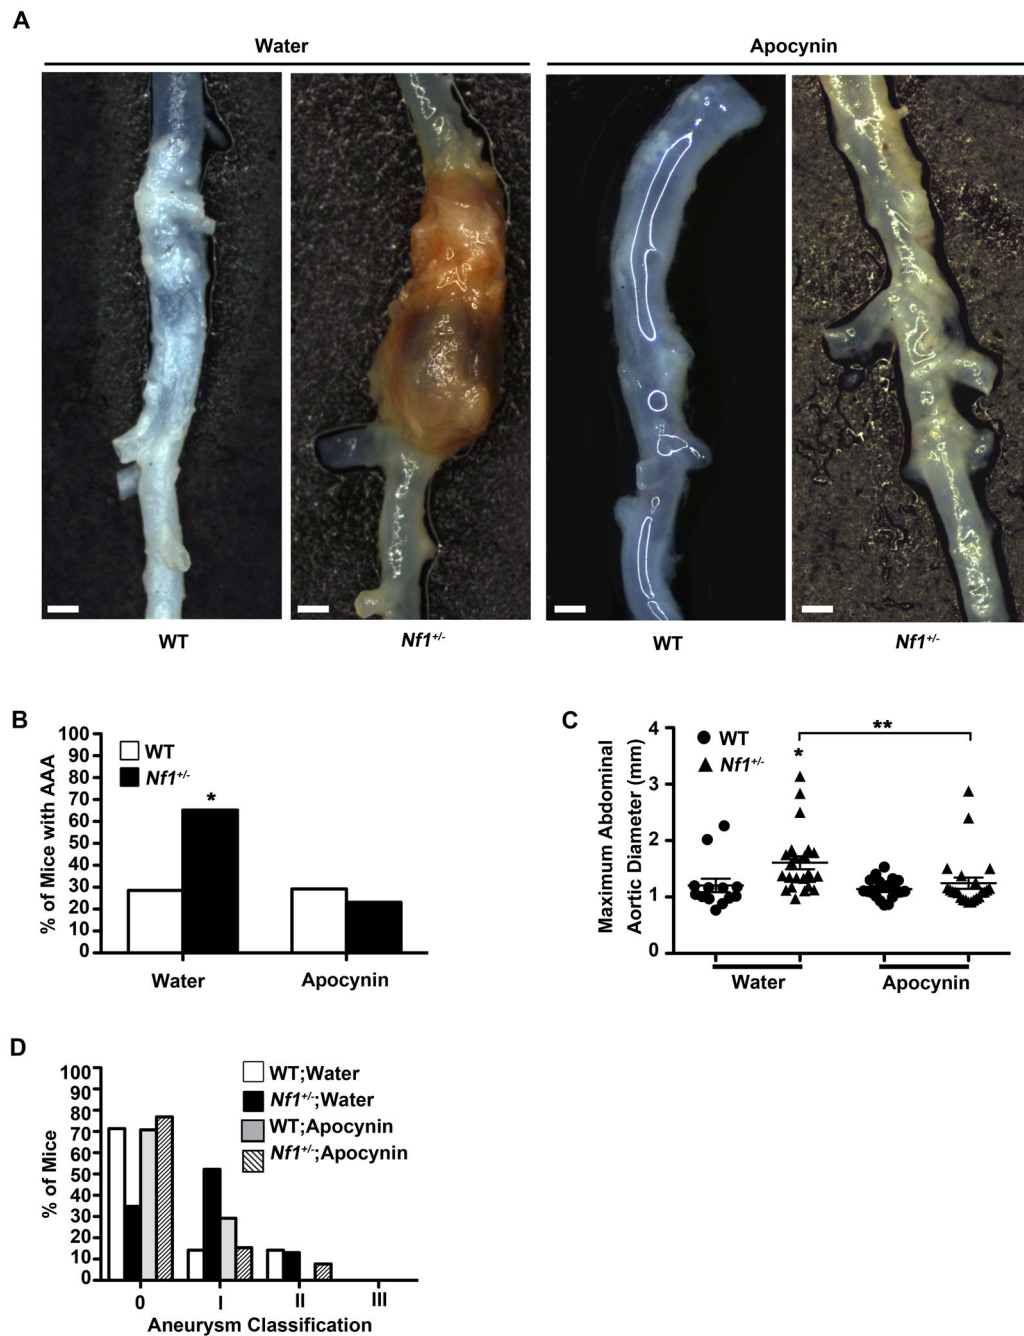 A
Water
Apocynin
WT
Nf1+/-
WT
Nf1+/-
B
% of Mice with AAA
100
90
80
70
60
50
40
30
20
10
0
WT
Nf1+/-
*
Water
Apocynin
C
Maximum Abdominal
Aortic Diameter (mm)
4
3
2
1
0
WT
Nf1+/-
*
**
Water
Apocynin
D
% of Mice
100
90
80
70
60
50
40
30
20
10
0
WT;Water
Nf1+/-;Water
WT;Apocynin
Nf1+/-;Apocynin
0
I
II
III
Aneurysm Classification